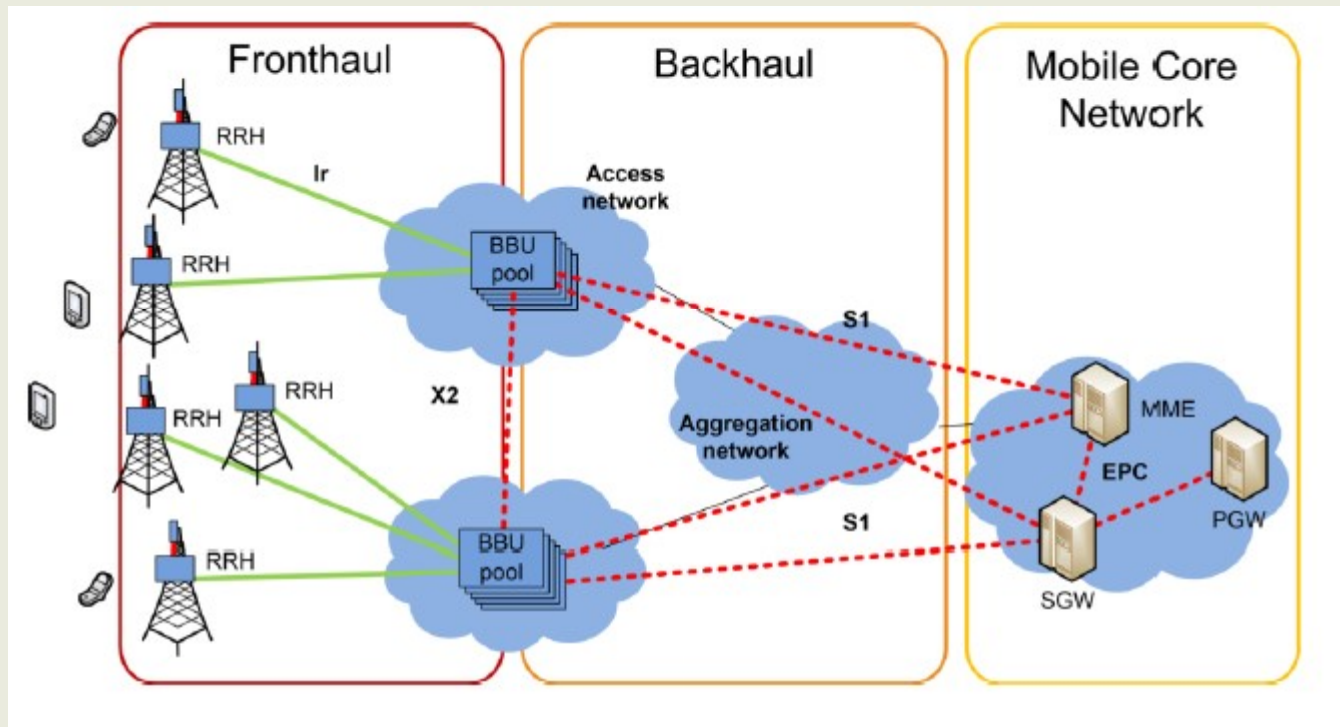 Fronthaul
Backhaul
Mobile Core
Network
RRH
Ir
Access
network
BBU
pool
RRH
S1
RRH
RRH
X2
Aggregation
network
MME
EPC
PGW
S1
BBU
pool
RRH
SGW